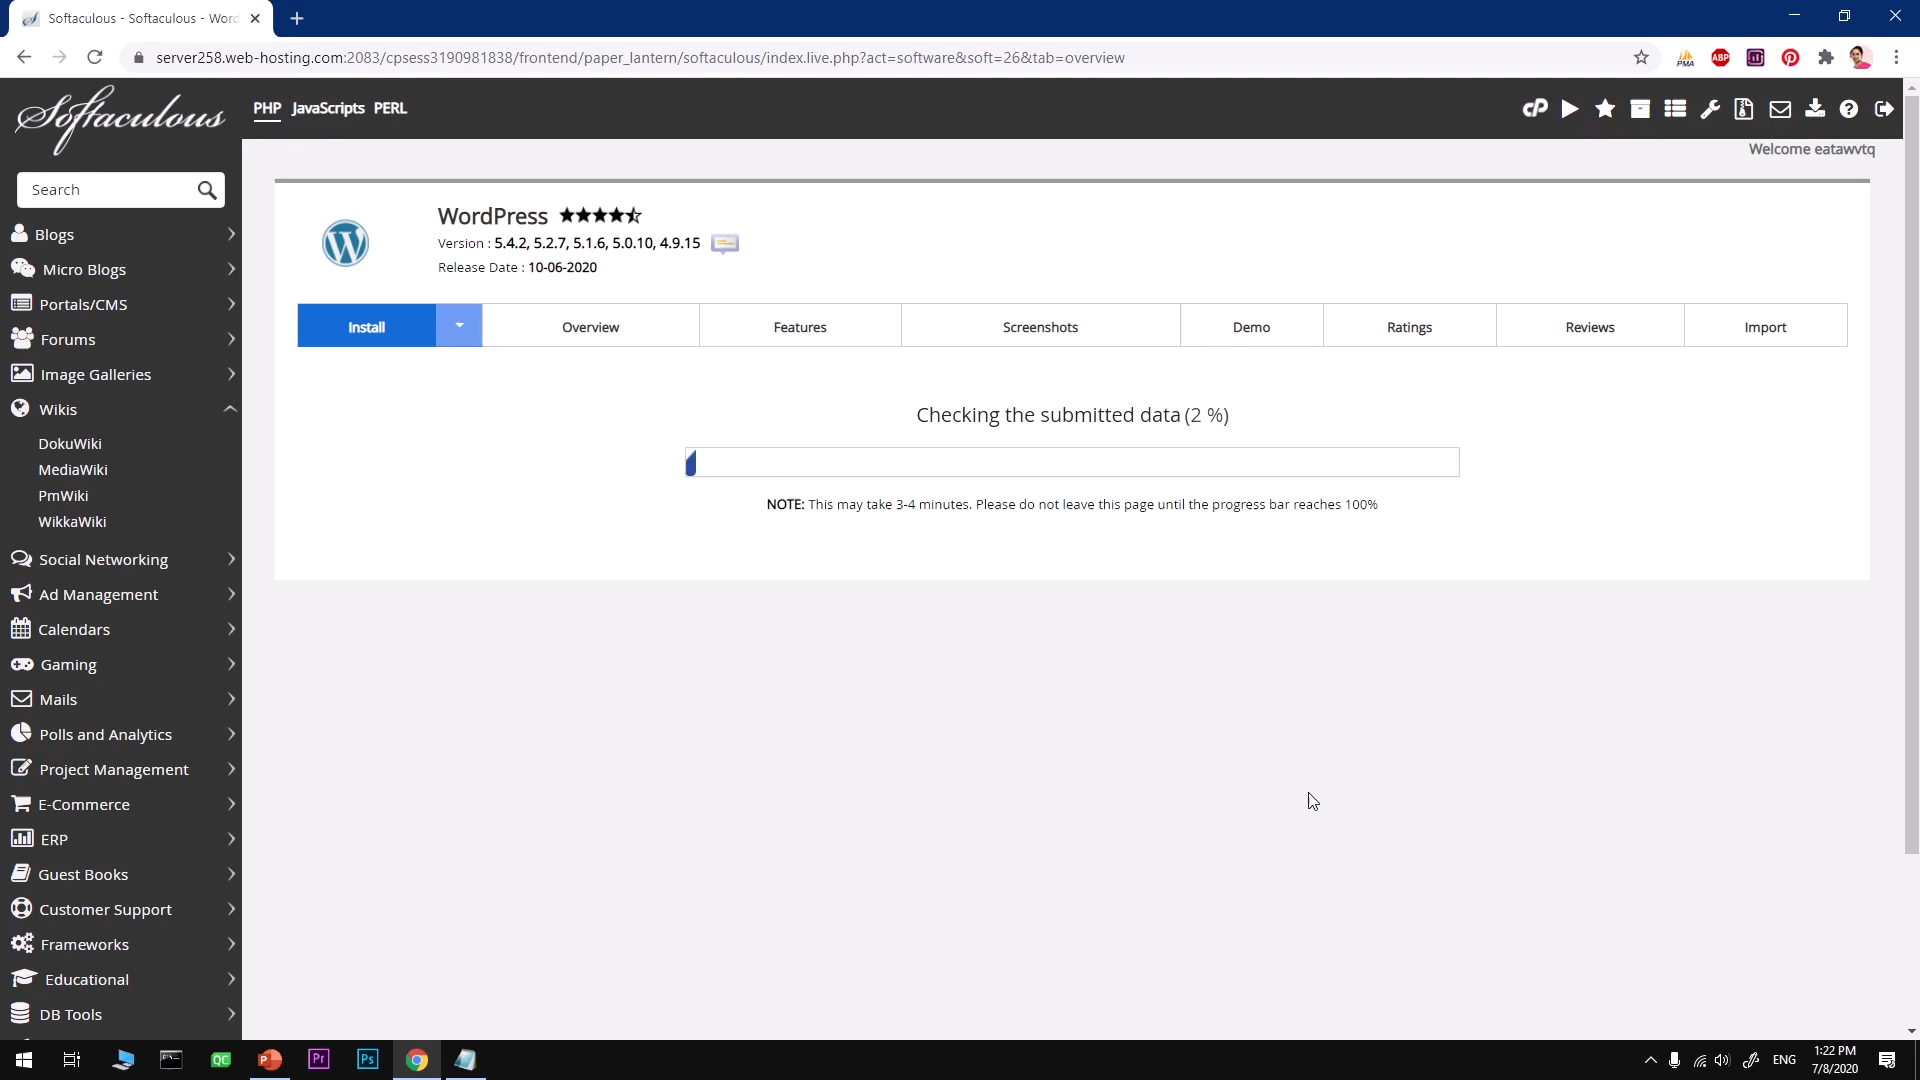 Softaculous - Softaculous - Word
server258.web-hosting.com:2083/cpsess3190981838/frontend/paper_lantern/softaculous/index.live.php?act=software&soft=26&tab=overview
PMA
ABP
Softaculous
PHP JavaScripts PERL
cP
Welcome eatawvtq
Search
Blogs
Micro Blogs
Portals/CMS
Forums
Image Galleries
Wikis
DokuWiki
MediaWiki
PmWiki
WikkaWiki
Social Networking
Ad Management
Calendars
Gaming
Mails
Polls and Analytics
Project Management
E-Commerce
ERP
Guest Books
Customer Support
Frameworks
Educational
DB Tools
W
WordPress
Version : 5.4.2, 5.2.7, 5.1.6, 5.0.10, 4.9.15
Release Date : 10-06-2020
Install
Overview
Features
Screenshots
Demo
Ratings
Reviews
Import
Checking the submitted data (2 %)
NOTE: This may take 3-4 minutes. Please do not leave this page until the progress bar reaches 100%
QC
P
Pr
Ps
ENG
1:22 PM
7/8/2020